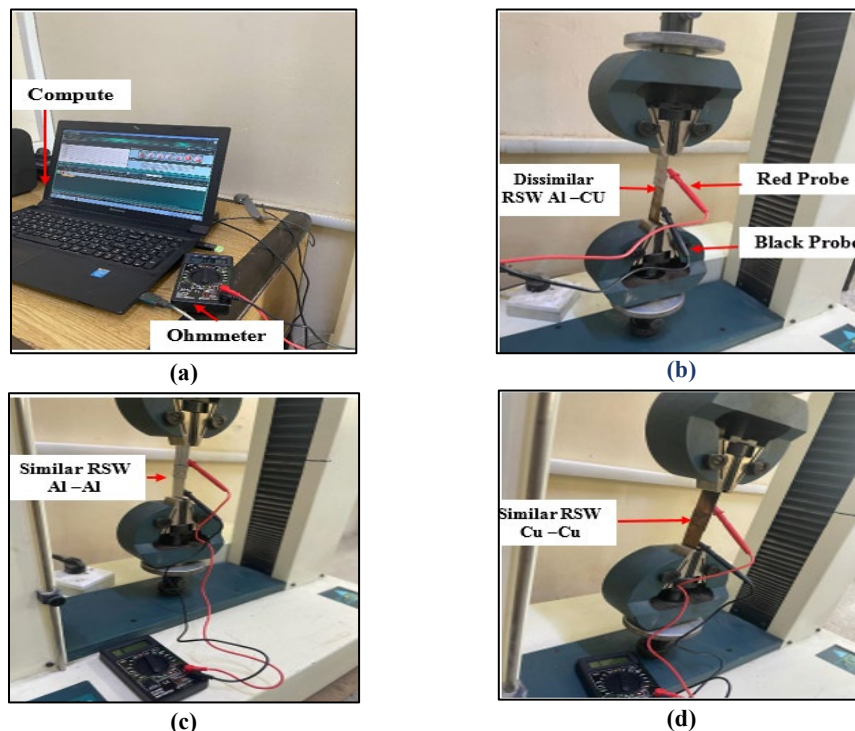 Compute
Ohmmeter
(a)
Dissimilar
RSW Al –CU
Red Probe
Black Probe
(b)
Similar RSW
Al –Al
(c)
Similar RSW
Cu –Cu
(d)